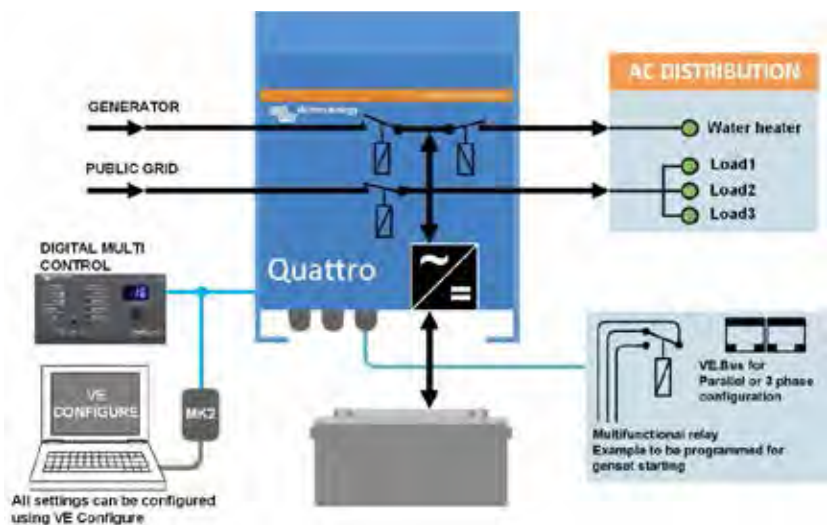 AC DISTRIBUTION
GENERATOR
victron energy
Water heater
Load1
PUBLIC GRID
Load2
Load3
DIGITAL MULTI
CONTROL
Quattro
VE
CONFIGURE
MK2
VE.Bus for
Parallel or 3 phase
configuration
Multifunctional relay
Example to be programmed for
genset starting
All settings can be configured
using VE Configure